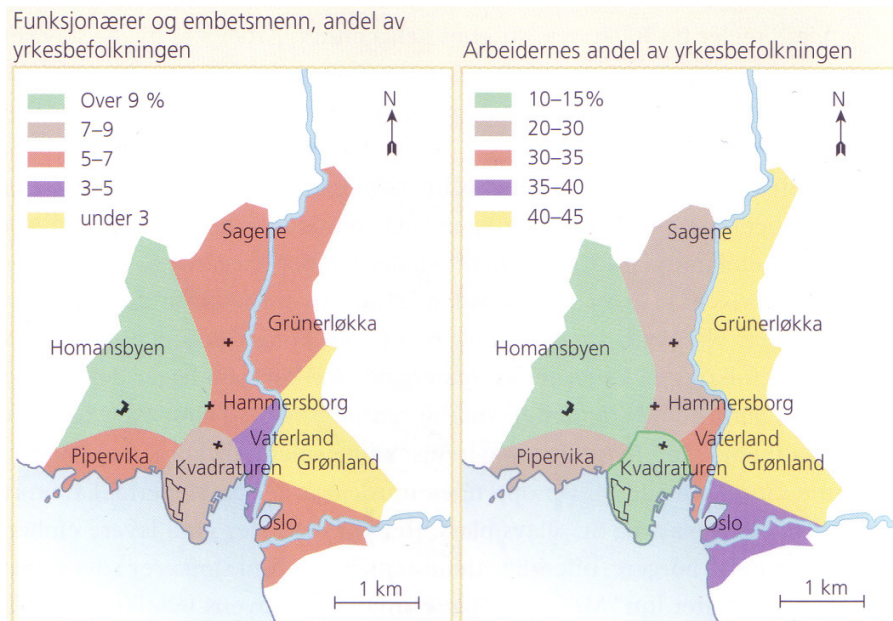 Funksjonærer og embetsmenn, andel av
yrkesbefolkningen
Over 9 %
7–9
5–7
3–5
under 3
N
Sagene
Grünerløkka
Homansbyen
Hammersborg
Vaterland
Pipervika
Kvadraturen
Grønland
Oslo
1 km
Arbeidernes andel av yrkesbefolkningen
10–15%
20–30
30–35
35–40
40–45
N
Sagene
Grünerløkka
Homansbyen
Hammersborg
Vaterland
Pipervika
Kvadraturen
Grønland
Oslo
1 km